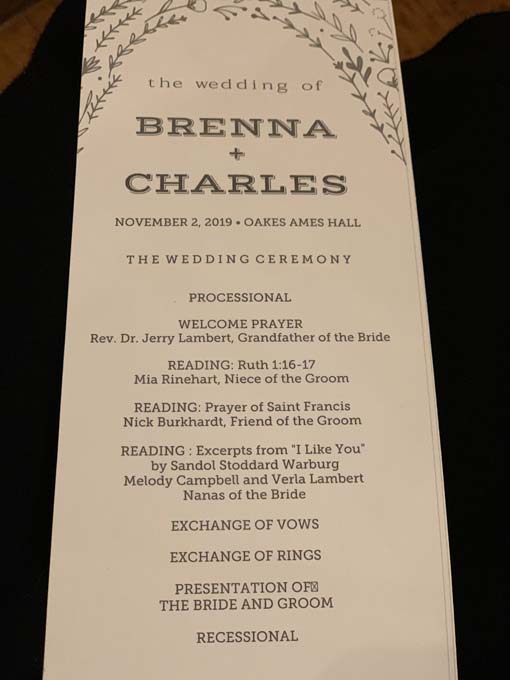 the wedding of
BRENNA
+
CHARLES
NOVEMBER 2, 2019 • OAKES AMES HALL
THE WEDDING CEREMONY
PROCESSIONAL
WELCOME PRAYER
Rev. Dr. Jerry Lambert, Grandfather of the Bride
READING: Ruth 1:16-17
Mia Rinehart, Niece of the Groom
READING: Prayer of Saint Francis
Nick Burkhardt, Friend of the Groom
READING : Excerpts from "I Like You"
by Sandol Stoddard Warburg
Melody Campbell and Verla Lambert
Nanas of the Bride
EXCHANGE OF VOWS
EXCHANGE OF RINGS
PRESENTATION OF
THE BRIDE AND GROOM
RECESSIONAL